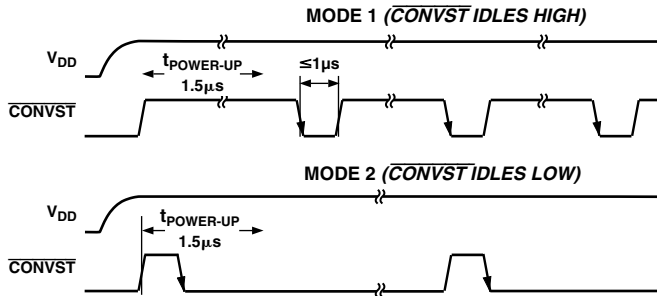 MODE 1 (CONVST IDLES HIGH)
VDD
tPOWER-UP
≤1µs
1.5µs
CONVST
MODE 2 (CONVST IDLES LOW)
VDD
tPOWER-UP
1.5µs
CONVST